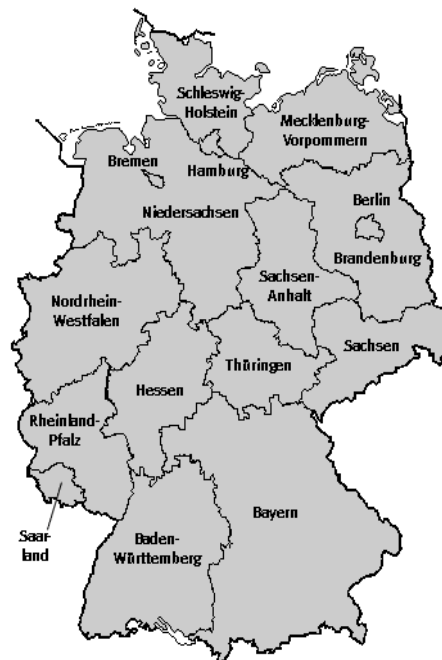 Schleswig-
Holstein
Mecklenburg-
Vorpommern
Bremen
Hamburg
Berlin
Niedersachsen
Brandenburg
Sachsen-
Anhalt
Nordrhein-
Westfalen
Sachsen
Thüringen
Hessen
Rheinland-
Pfalz
Bayern
Saar-
land
Baden-
Württemberg